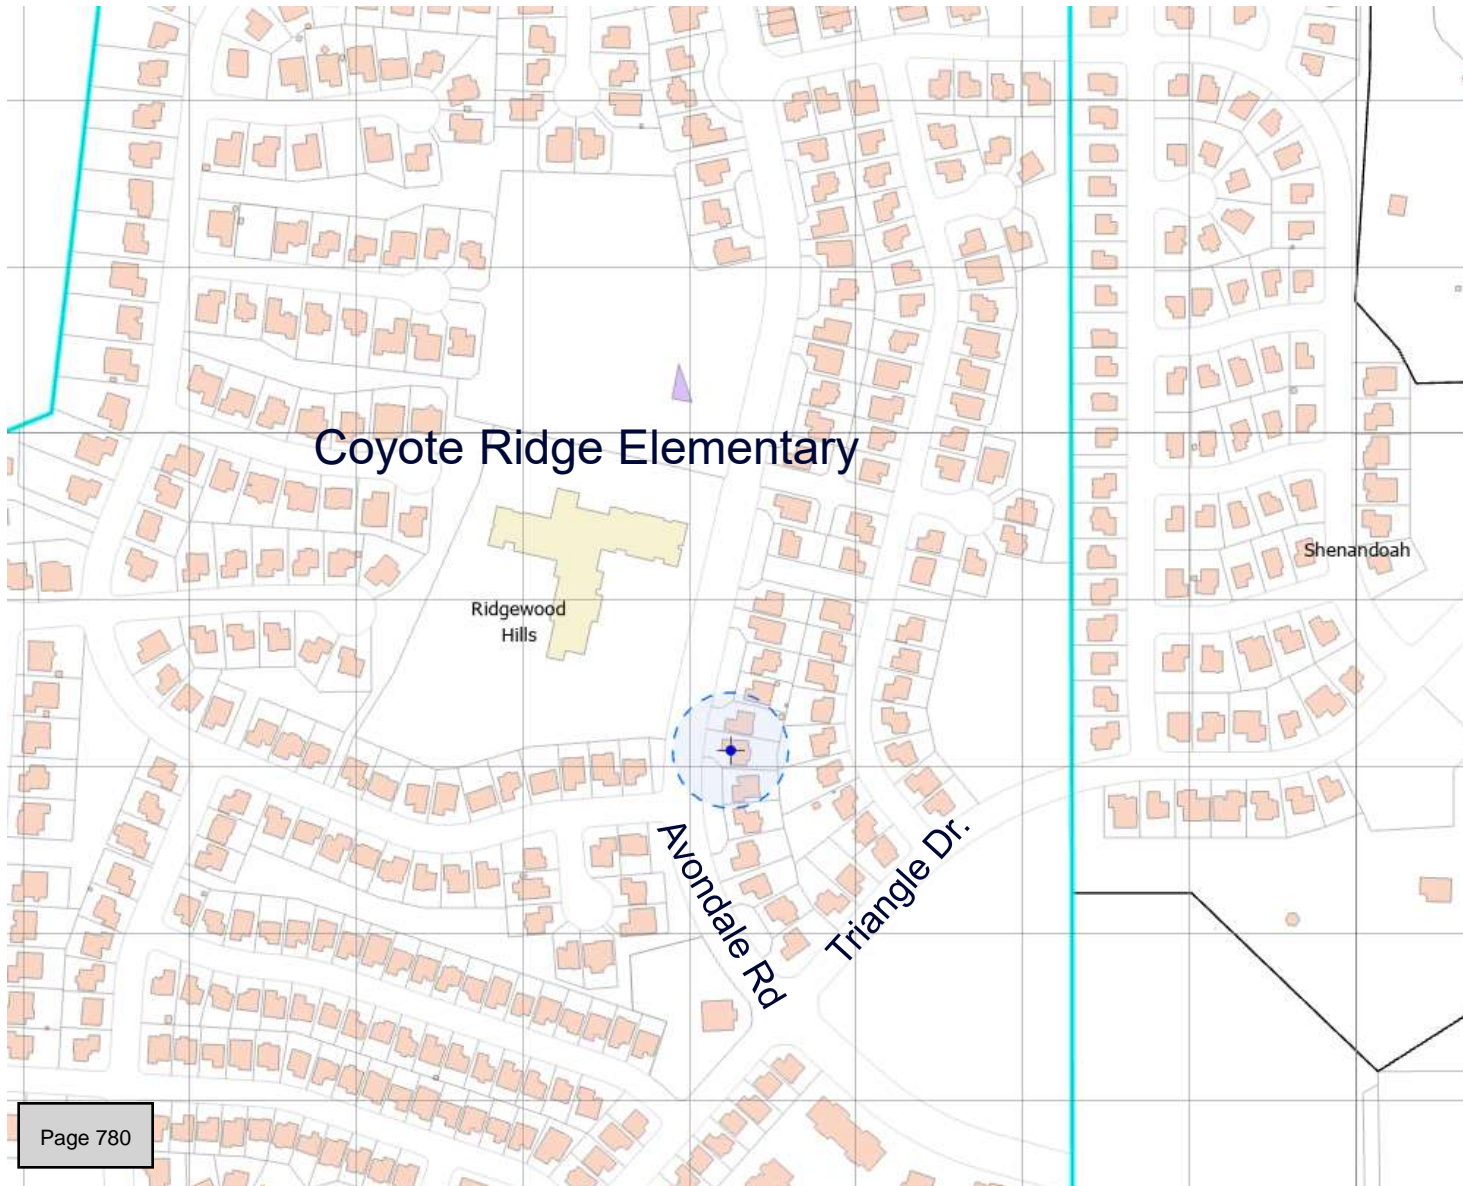 Coyote Ridge Elementary
Shenandoah
Ridgewood
Hills
Avondale Rd
Triangle Dr.
Page 780